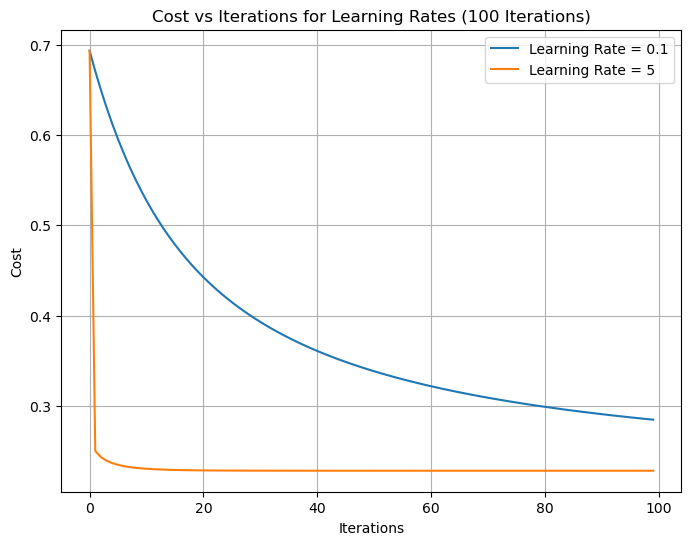 Cost vs Iterations for Learning Rates (100 Iterations)
Learning Rate = 0.1
Learning Rate = 5
0.7
0.6
0.5
0.4
0.3
Cost
0
20
40
60
80
100
Iterations